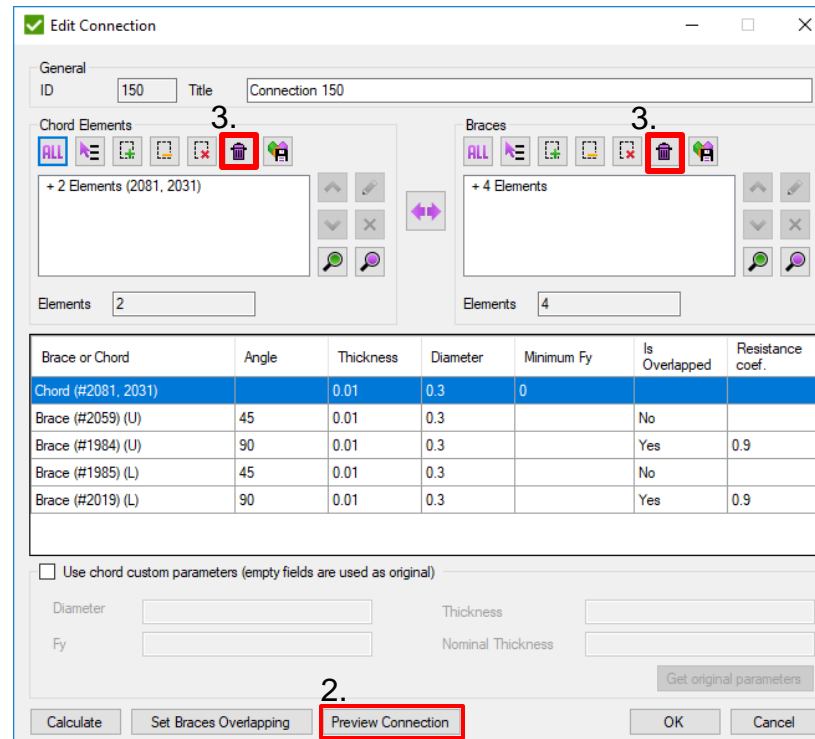 Edit Connection
General
ID 150 Title Connection 150
3. 3.
Chord Elements Braces
ALL ALL
+ 2 Elements (2081, 2031) + 4 Elements
Elements 2 Elements 4
Brace or Chord Angle Thickness Diameter Minimum Fy Is Overlapped Resistance coef.
Chord (#2081, 2031) 0.01 0.3 0
Brace (#2059) (U) 45 0.01 0.3 No
Brace (#1984) (U) 90 0.01 0.3 Yes 0.9
Brace (#1985) (L) 45 0.01 0.3 No
Brace (#2019) (L) 90 0.01 0.3 Yes 0.9
Use chord custom parameters (empty fields are used as original)
Diameter Thickness
Fy Nominal Thickness
Get original parameters
2.
Calculate Set Braces Overlapping Preview Connection OK Cancel